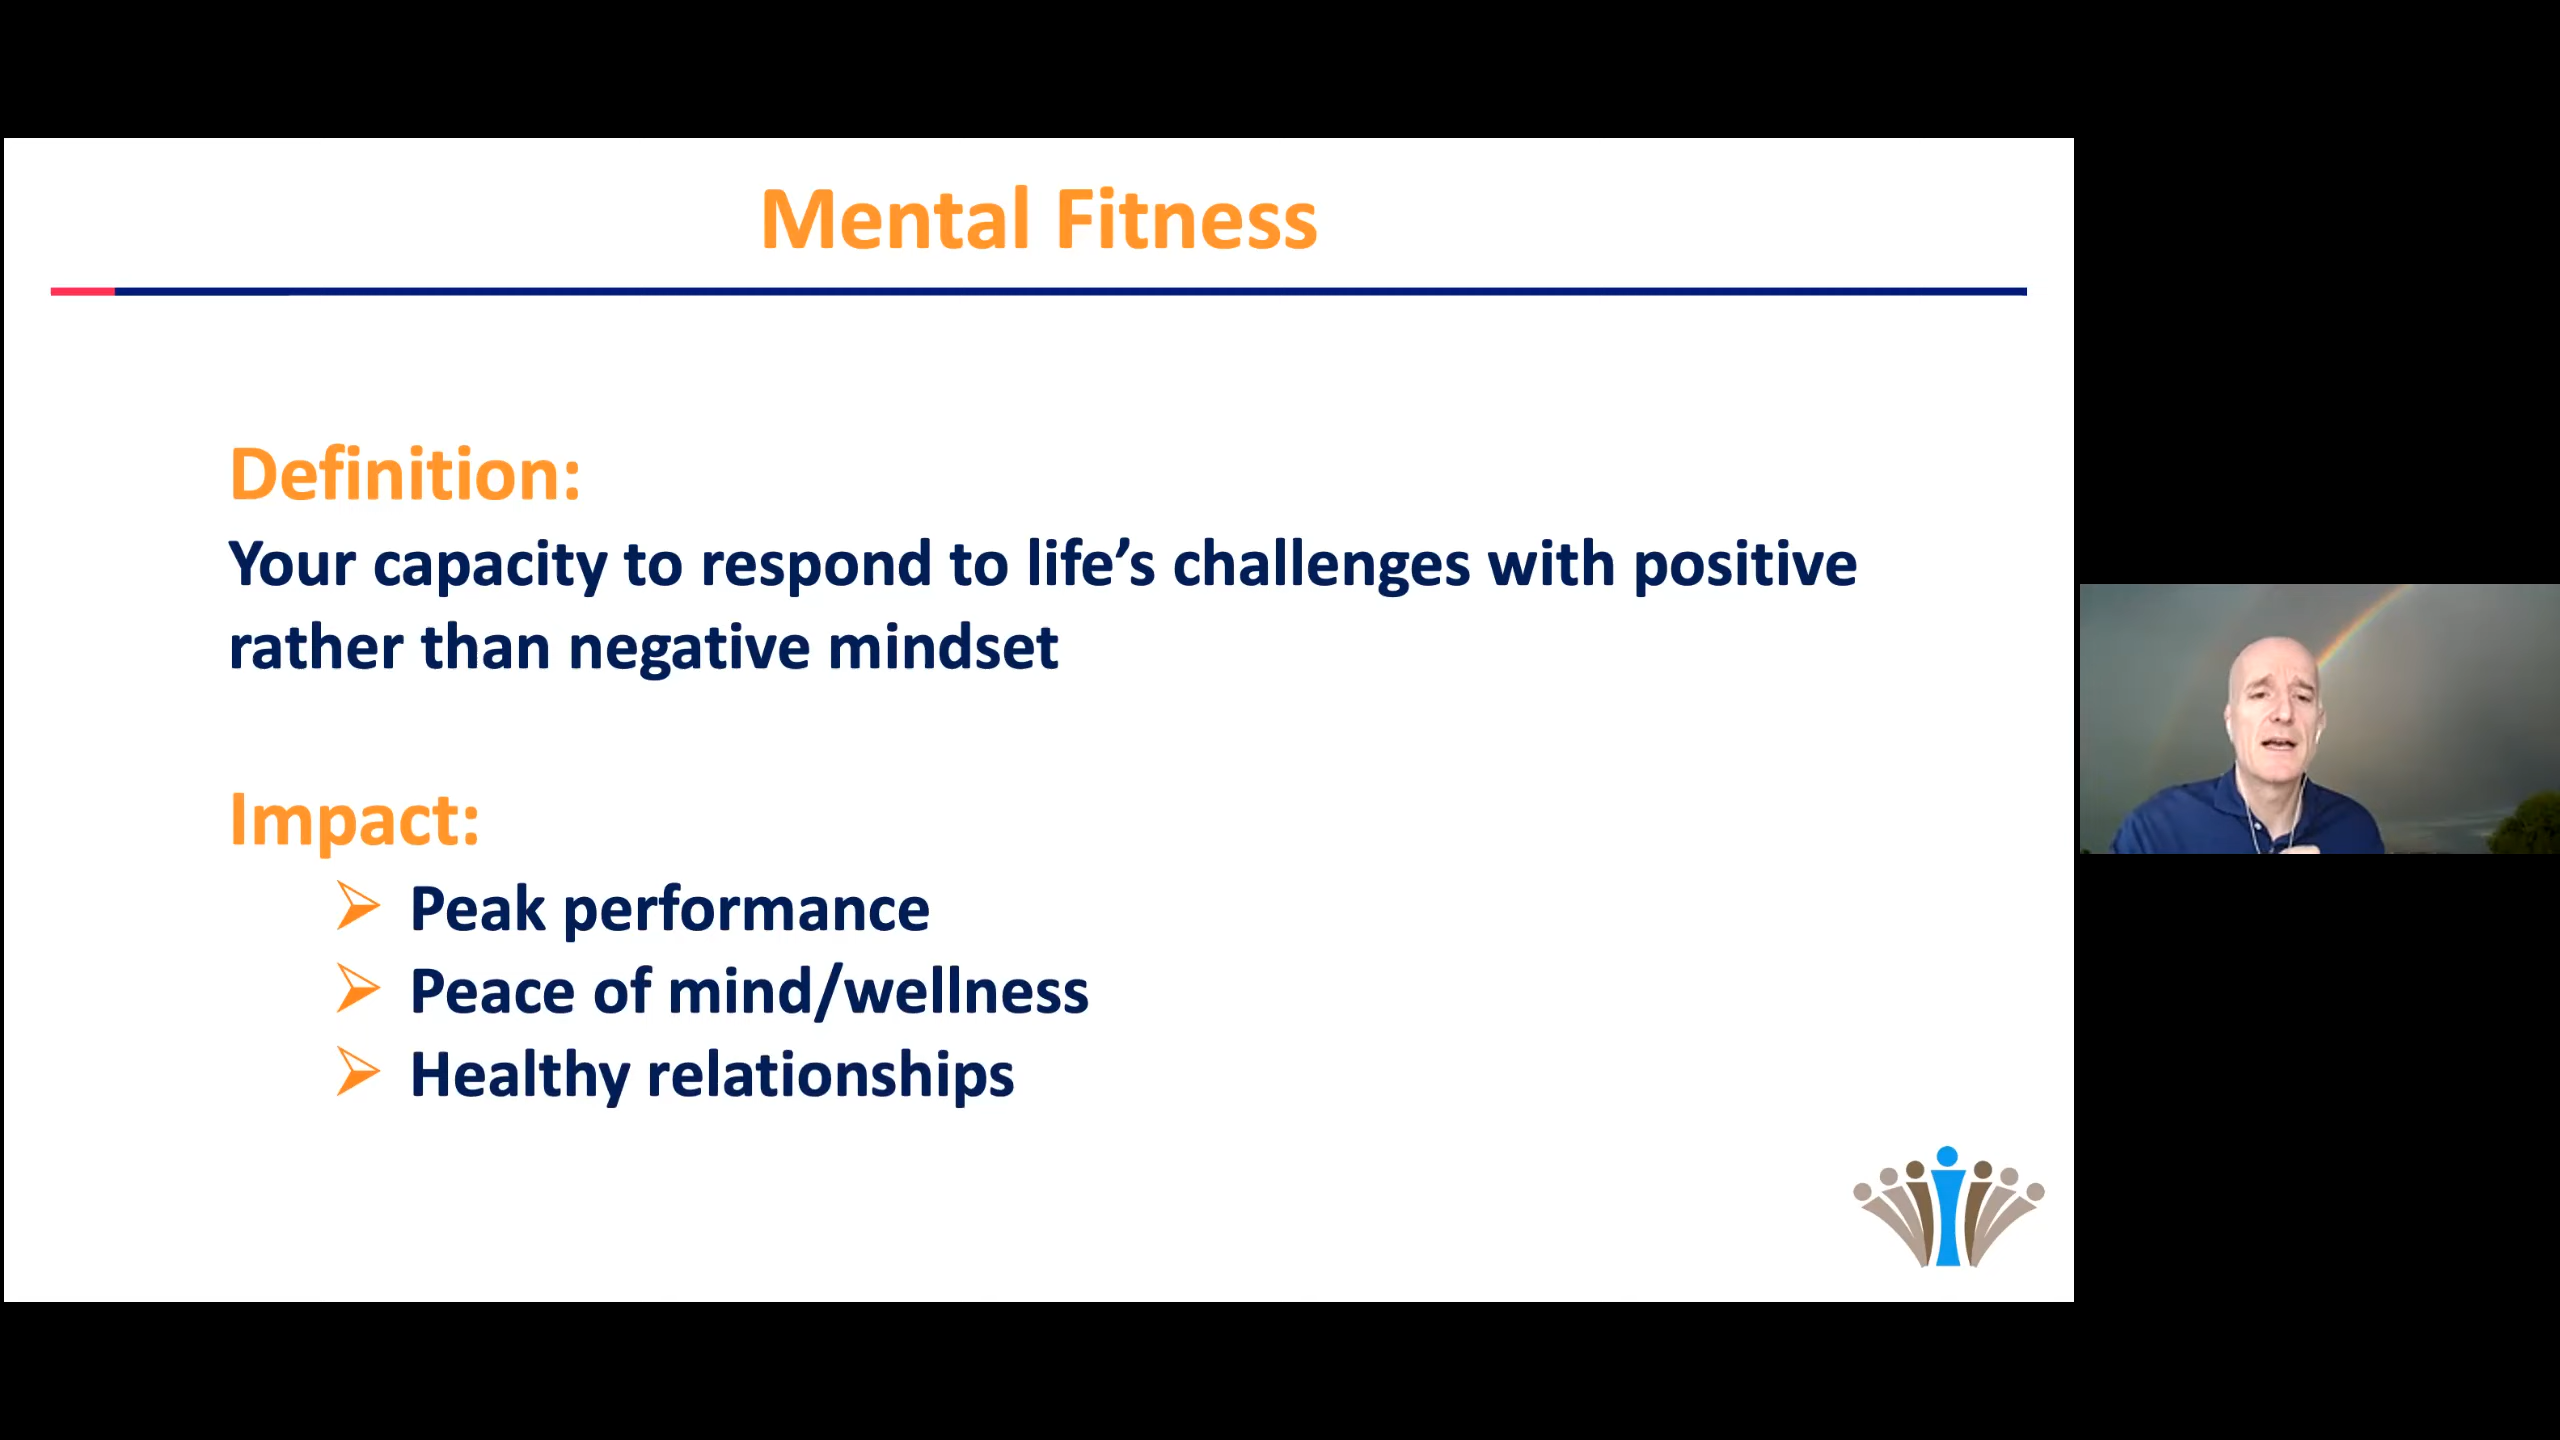 Mental Fitness
Definition:
Your capacity to respond to life’s challenges with positive
rather than negative mindset
Impact:
Peak performance
Peace of mind/wellness
Healthy relationships